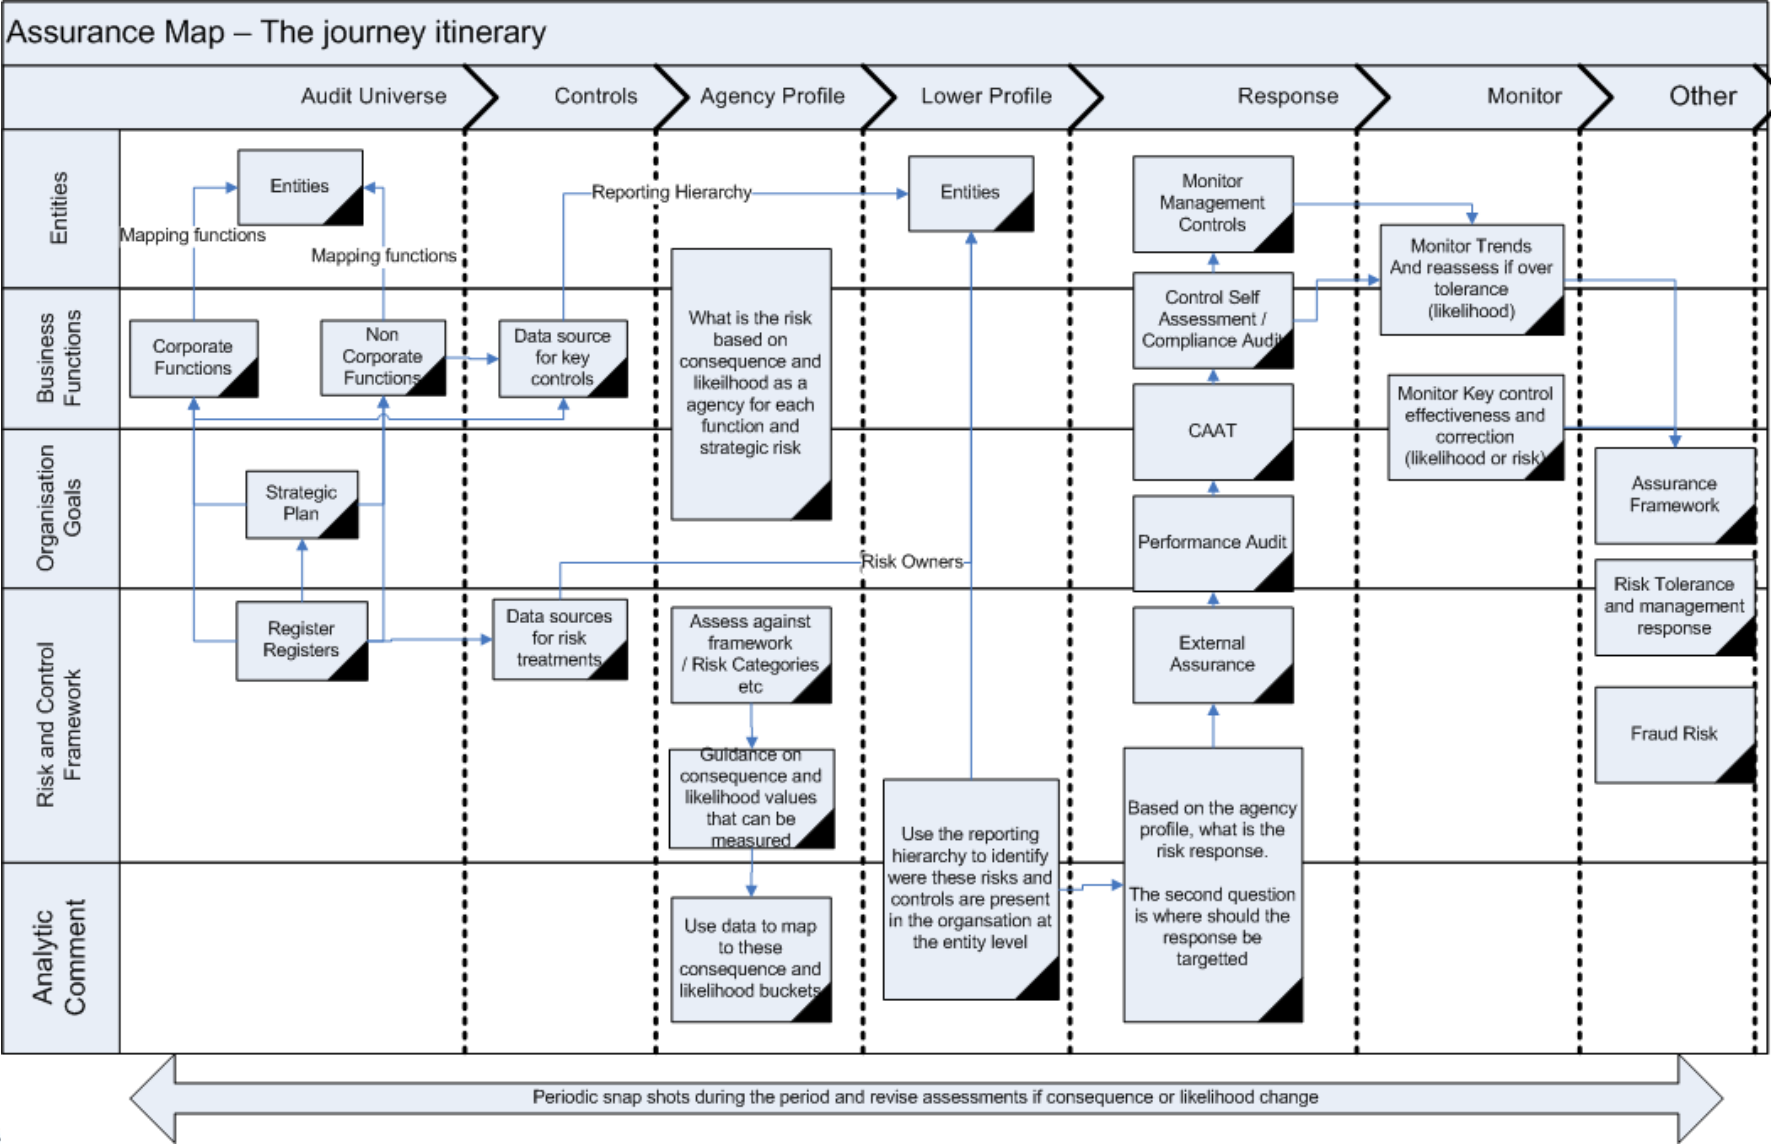 Assurance Map – The journey itinerary
Audit Universe
Controls
Agency Profile
Lower Profile
Response
Monitor
Other
Entities
Business
Functions
Organisation
Goals
Risk and Control
Framework
Analytic
Comment
Entities
Mapping functions
Mapping functions
Corporate
Functions
Non
Corporate
Functions
Strategic
Plan
Register
Registers
Reporting Hierarchy
Data source
for key
controls
Risk Owners
Data sources
for risk
treatments
What is the risk
based on
consequence and
likeilhood as a
agency for each
function and
strategic risk
Assess against
framework
/ Risk Categories
etc
Guidance on
consequence and
likelihood values
that can be
measured
Use data to map
to these
consequence and
likelihood buckets
Entities
Use the reporting
hierarchy to identify
were these risks and
controls are present
in the organsation at
the entity level
Monitor
Management
Controls
Control Self
Assessment /
Compliance Audit
CAAT
Performance Audit
External
Assurance
Based on the agency
profile, what is the
risk response.
The second question
is where should the
response be
targetted
Monitor Trends
And reassess if over
tolerance
(likelihood)
Monitor Key control
effectiveness and
correction
(likelihood or risk)
Assurance
Framework
Risk Tolerance
and management
response
Fraud Risk
Periodic snap shots during the period and revise assessments if consequence or likelihood change